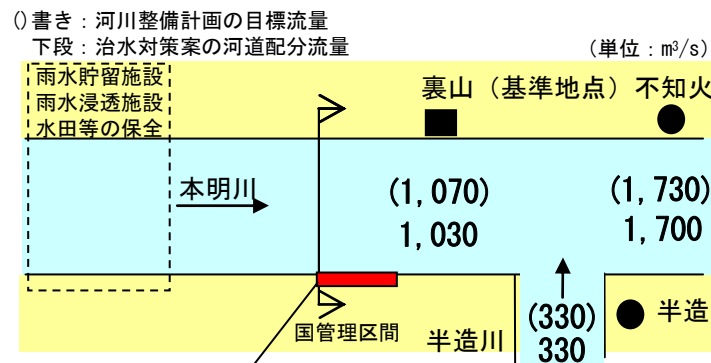 ()書き：河川整備計画の目標流量
下段：治水対策案の河道配分流量
(単位：m³/s)
雨水貯留施設
雨水浸透施設
水田等の保全
裏山（基準地点）
不知火
本明川
(1,070)
1,030
(1,730)
1,700
国管理区間
半造川
(330)
330
半造